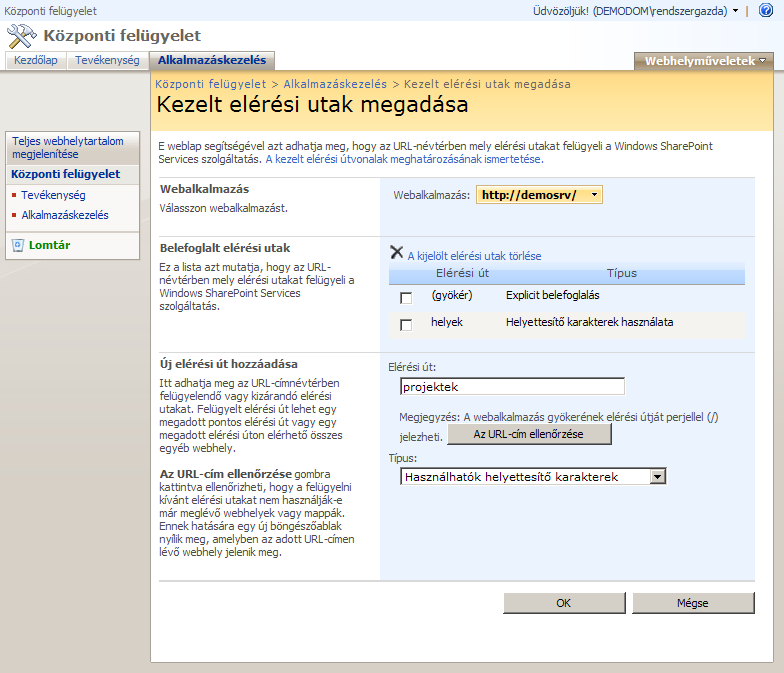 Központi felügyelet
Üdvözöljük! (DEMODOM\rendszergazda)
Központi felügyelet
Kezdőlap
Tevékenység
Alkalmazáskezelés
Webhelyműveletek
Központi felügyelet > Alkalmazáskezelés > Kezelt elérési utak megadása
Kezelt elérési utak megadása
Teljes webhelytartalom
megjelenítése
Központi felügyelet
Tevékenység
Alkalmazáskezelés
Lomtár
E weblap segítségével azt adhatja meg, hogy az URL-névtérben mely elérési utakat felügyeli a Windows SharePoint
Services szolgáltatás. A kezelt elérési útvonalak meghatározásának ismertetése.
Webalkalmazás
Válasszon webalkalmazást.
Webalkalmazás: http://demosrv/
Belefoglalt elérési utak
Ez a lista azt mutatja, hogy az URL-
névtérben mely elérési utakat felügyeli a
Windows SharePoint Services
szolgáltatás.
A kijelölt elérési utak törlése
Elérési út Típus
(gyökér) Explicit belefoglalás
helyek Helyettesítő karakterek használata
Új elérési út hozzáadása
Itt adhatja meg az URL-címnévtérben
felügyelendő vagy kizárandó elérési
utakat. Felügyelt elérési út lehet egy
megadott pontos elérési út vagy egy
megadott elérési úton elérhető összes
egyéb webhely.
Az URL-cím ellenőrzése gombra
kattintva ellenőrizheti, hogy a felügyelni
kívánt elérési utakat nem használják-e
már meglévő webhelyek vagy mappák.
Ennek hatására egy új böngészőablak
nyílik meg, amelyben az adott URL-címen
lévő webhely jelenik meg.
Elérési út:
projektek
Megjegyzés: A webalkalmazás gyökerének elérési útját perjellel (/)
jelezheti. Az URL-cím ellenőrzése
Típus:
Használhatók helyettesítő karakterek
OK
Mégse